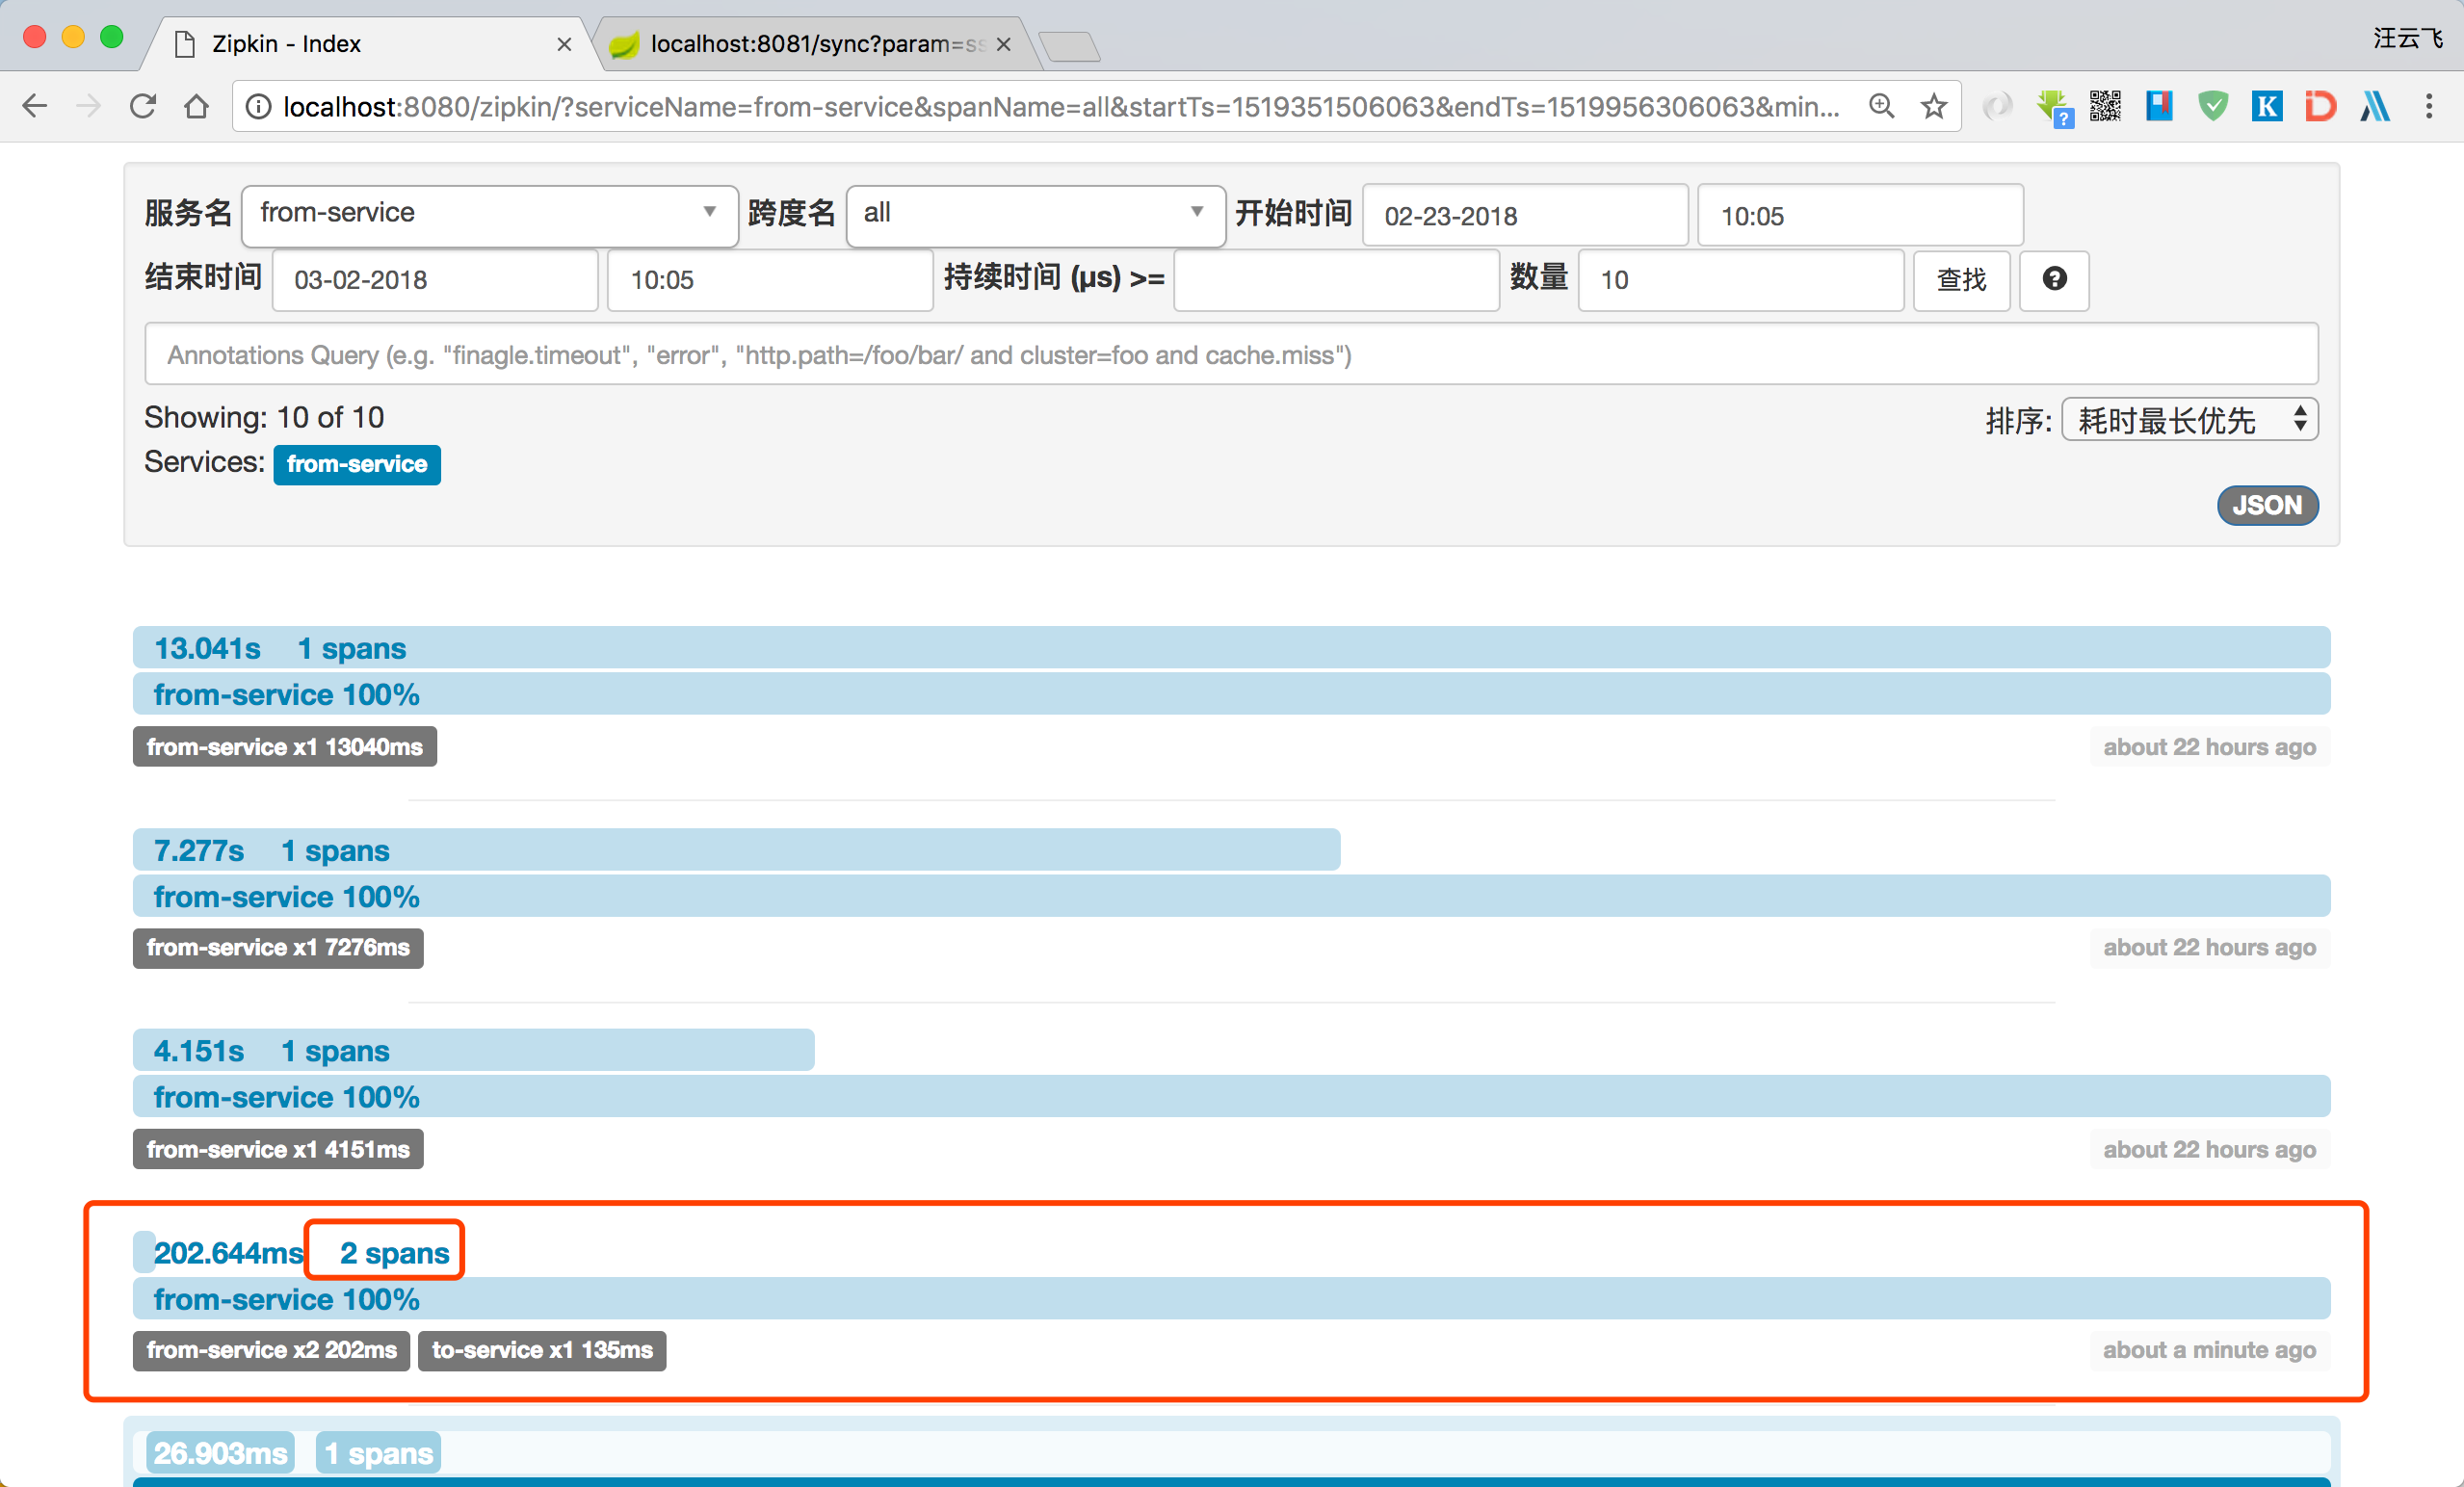 Zipkin - Index
localhost:8081/sync?param=ss
汪云飞
localhost:8080/zipkin/?serviceName=from-service&spanName=all&startTs=1519351506063&endTs=1519956306063&min...
服务名 from-service 跨度名 all 开始时间 02-23-2018 10:05
结束时间 03-02-2018 10:05 持续时间 (μs) >= 数量 10 查找
Annotations Query (e.g. "finagle.timeout", "error", "http.path=/foo/bar/ and cluster=foo and cache.miss")
Showing: 10 of 10
排序: 耗时最长优先
Services: from-service
JSON
13.041s 1 spans
from-service 100%
from-service x1 13040ms about 22 hours ago
7.277s 1 spans
from-service 100%
from-service x1 7276ms about 22 hours ago
4.151s 1 spans
from-service 100%
from-service x1 4151ms about 22 hours ago
202.644ms 2 spans
from-service 100%
from-service x2 202ms to-service x1 135ms about a minute ago
26.903ms 1 spans